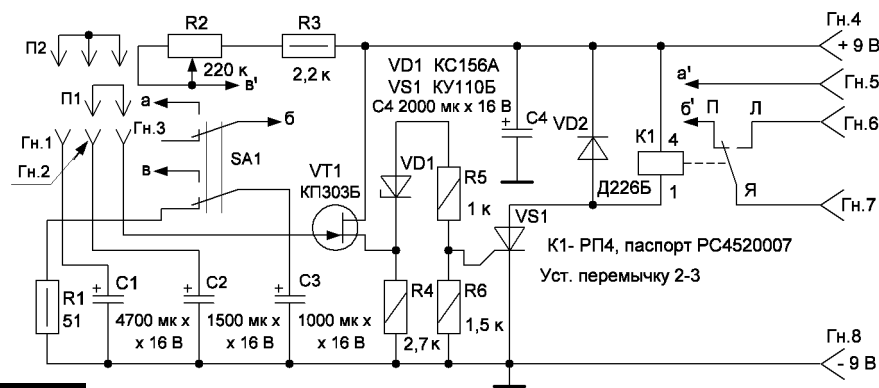 П2
R2
R3
Гн.4
+ 9 В
220 к
в'
2,2 к
VD1 КС156А
VS1 КУ110Б
С4 2000 мк х 16 В
а'
Гн.5
П1
а
б
Гн.1
Гн.2
Гн.3
SA1
в
C4
+
VD2
б'
П
Л
Гн.6
К1
4
1
Я
Гн.7
VT1
КП303Б
VD1
R5
1 к
Д226Б
VS1
К1- РП4, паспорт РС4520007
Уст. перемычку 2-3
R1
51
+
C1
4700 мк х
х 16 В
+
C2
1500 мк х
х 16 В
+
C3
1000 мк х
х 16 В
R4
2,7 к
R6
1,5 к
Гн.8
- 9 В